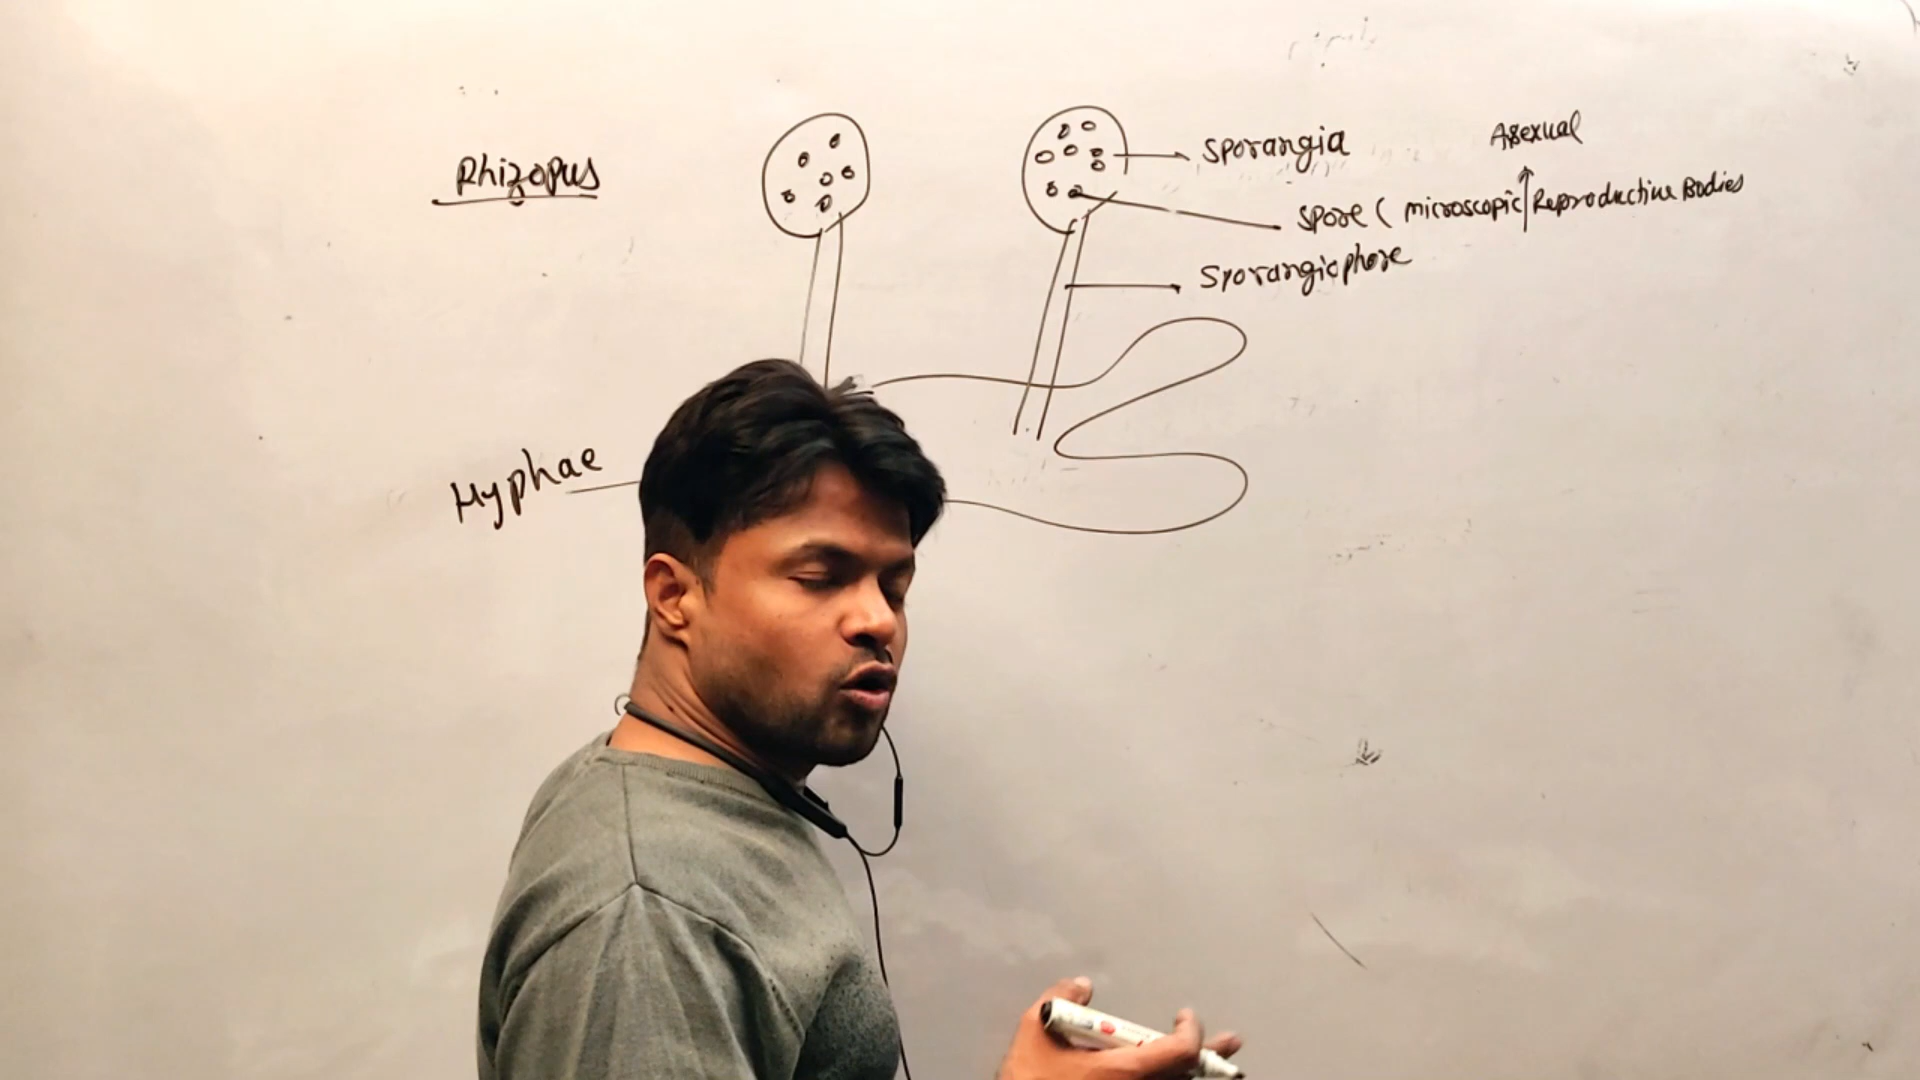 Rhizopus
Sporangia
Asexual
Spore ( microscopic Reproductive Bodies
Sporangiophore
Hyphae